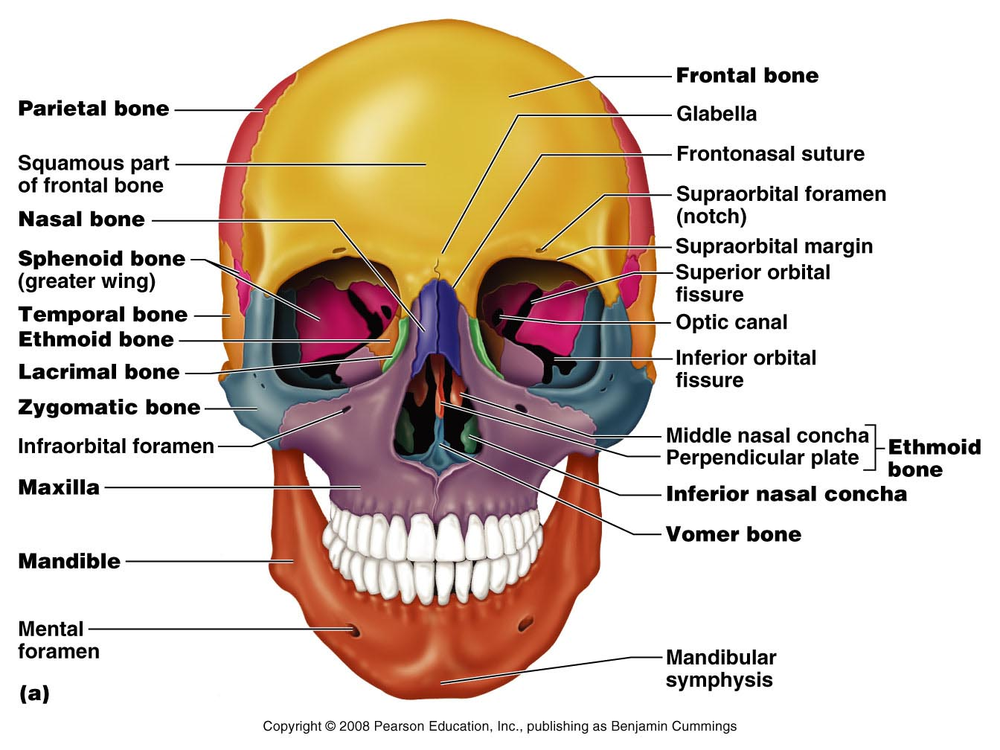 Parietal bone
Squamous part
of frontal bone
Nasal bone
Sphenoid bone
(greater wing)
Temporal bone
Ethmoid bone
Lacrimal bone
Zygomatic bone
Infraorbital foramen
Maxilla
Mandible
Mental
foramen
(a)
Frontal bone
Glabella
Frontonasal suture
Supraorbital foramen
(notch)
Supraorbital margin
Superior orbital
fissure
Optic canal
Inferior orbital
fissure
Middle nasal concha
Perpendicular plate
Ethmoid
bone
Inferior nasal concha
Vomer bone
Mandibular
symphysis
Copyright © 2008 Pearson Education, Inc., publishing as Benjamin Cummings